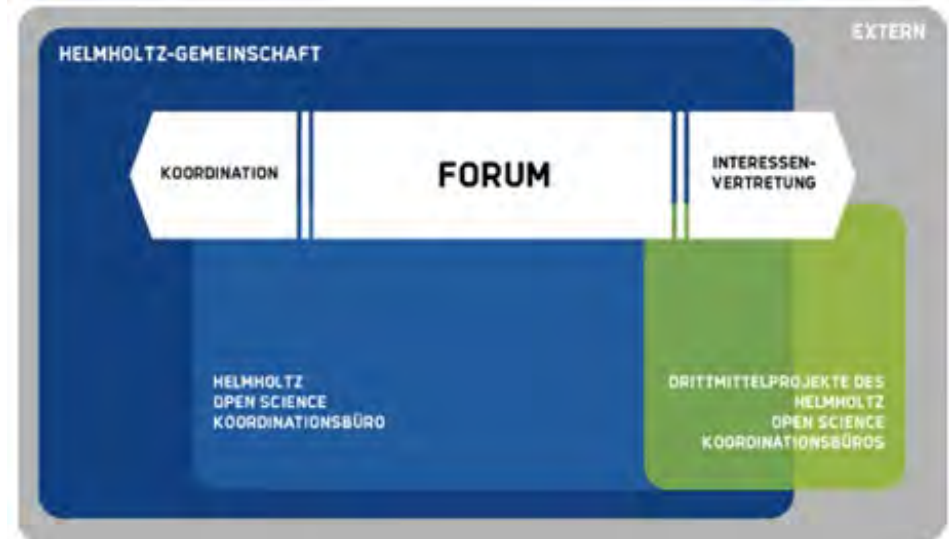 EXTERN
HELMHOLTZ-GEMEINSCHAFT
KOORDINATION
FORUM
INTERESSEN-
VERTRETUNG
HELMHOLTZ
OPEN SCIENCE
KOORDINATIONSBÜRO
DRITTMITTELPROJEKTE DES
HELMHOLTZ
OPEN SCIENCE
KOORDINATIONSBÜROS